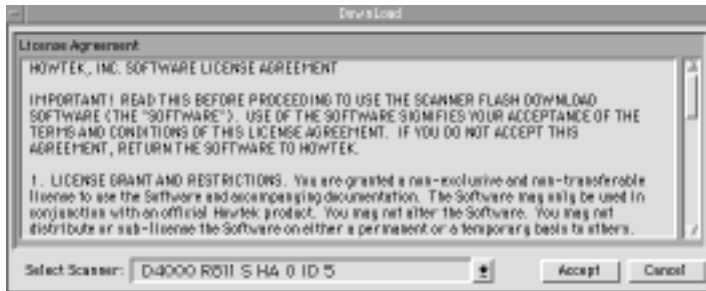 Download
License Agreement
HOWTEK, INC. SOFTWARE LICENSE AGREEMENT
IMPORTANT! READ THIS BEFORE PROCEEDING TO USE THE SCANNER FLASH DOWNLOAD
SOFTWARE (THE "SOFTWARE"). USE OF THE SOFTWARE SIGNIFIES YOUR ACCEPTANCE OF THE
TERMS AND CONDITIONS OF THIS LICENSE AGREEMENT. IF YOU DO NOT ACCEPT THIS
AGREEMENT, RETURN THE SOFTWARE TO HOWTEK.
1. LICENSE GRANT AND RESTRICTIONS. You are granted a non-exclusive and non-transferable
license to use the Software and accompanying documentation. The Software may only be used in
conjunction with an official Howtek product. You may not alter the Software. You may not
distribute or sub-license the Software on either a permanent or a temporary basis to others.
Select Scanner: D4000 R811 S HA 0 ID 5
Accept Cancel